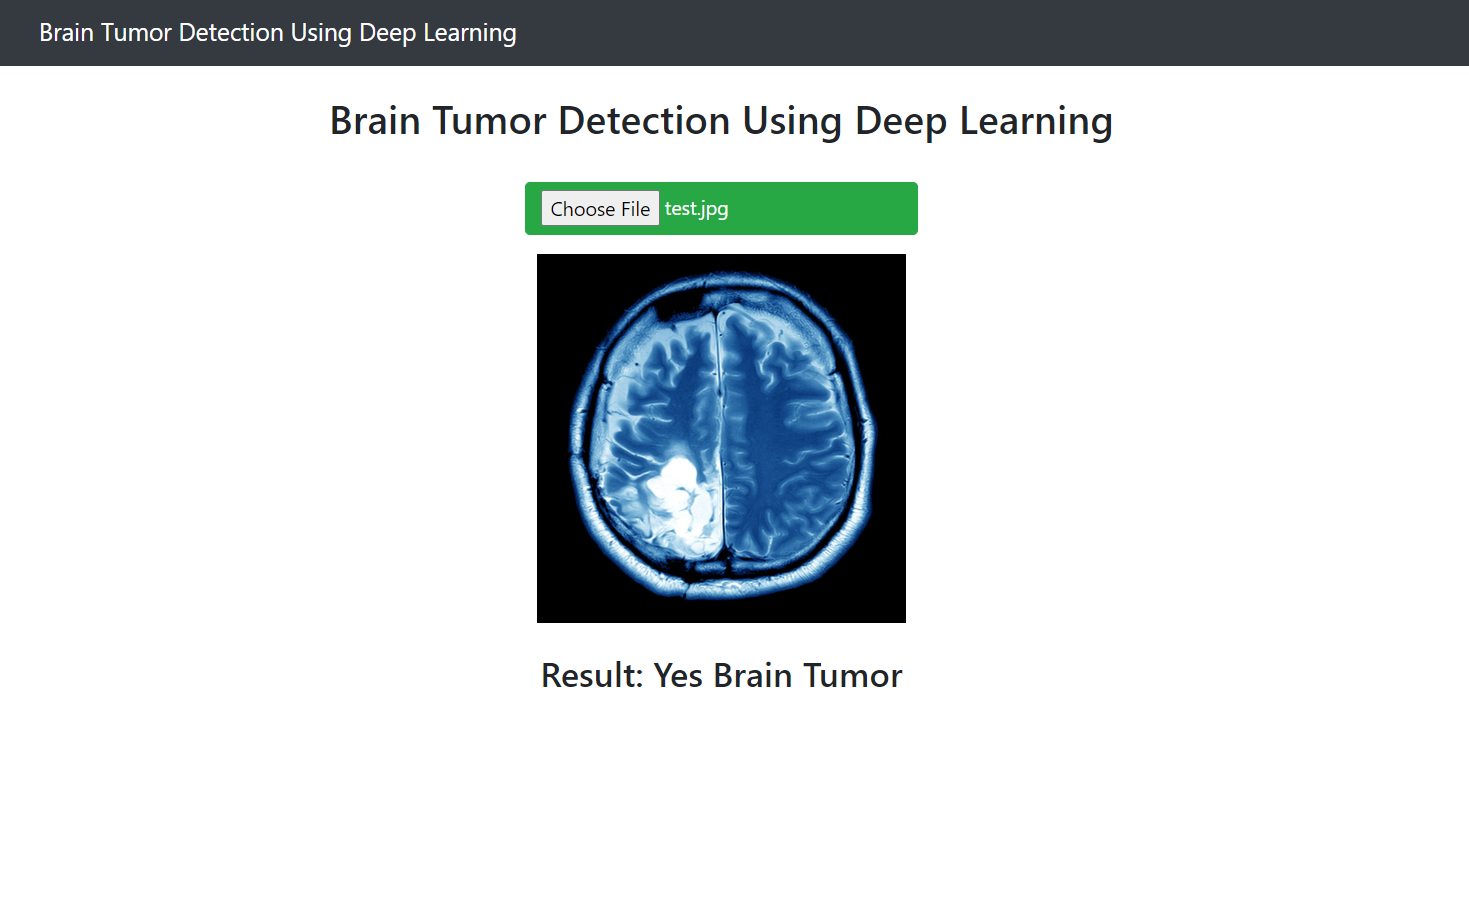 Brain Tumor Detection Using Deep Learning
Brain Tumor Detection Using Deep Learning
Choose File test.jpg
Result: Yes Brain Tumor